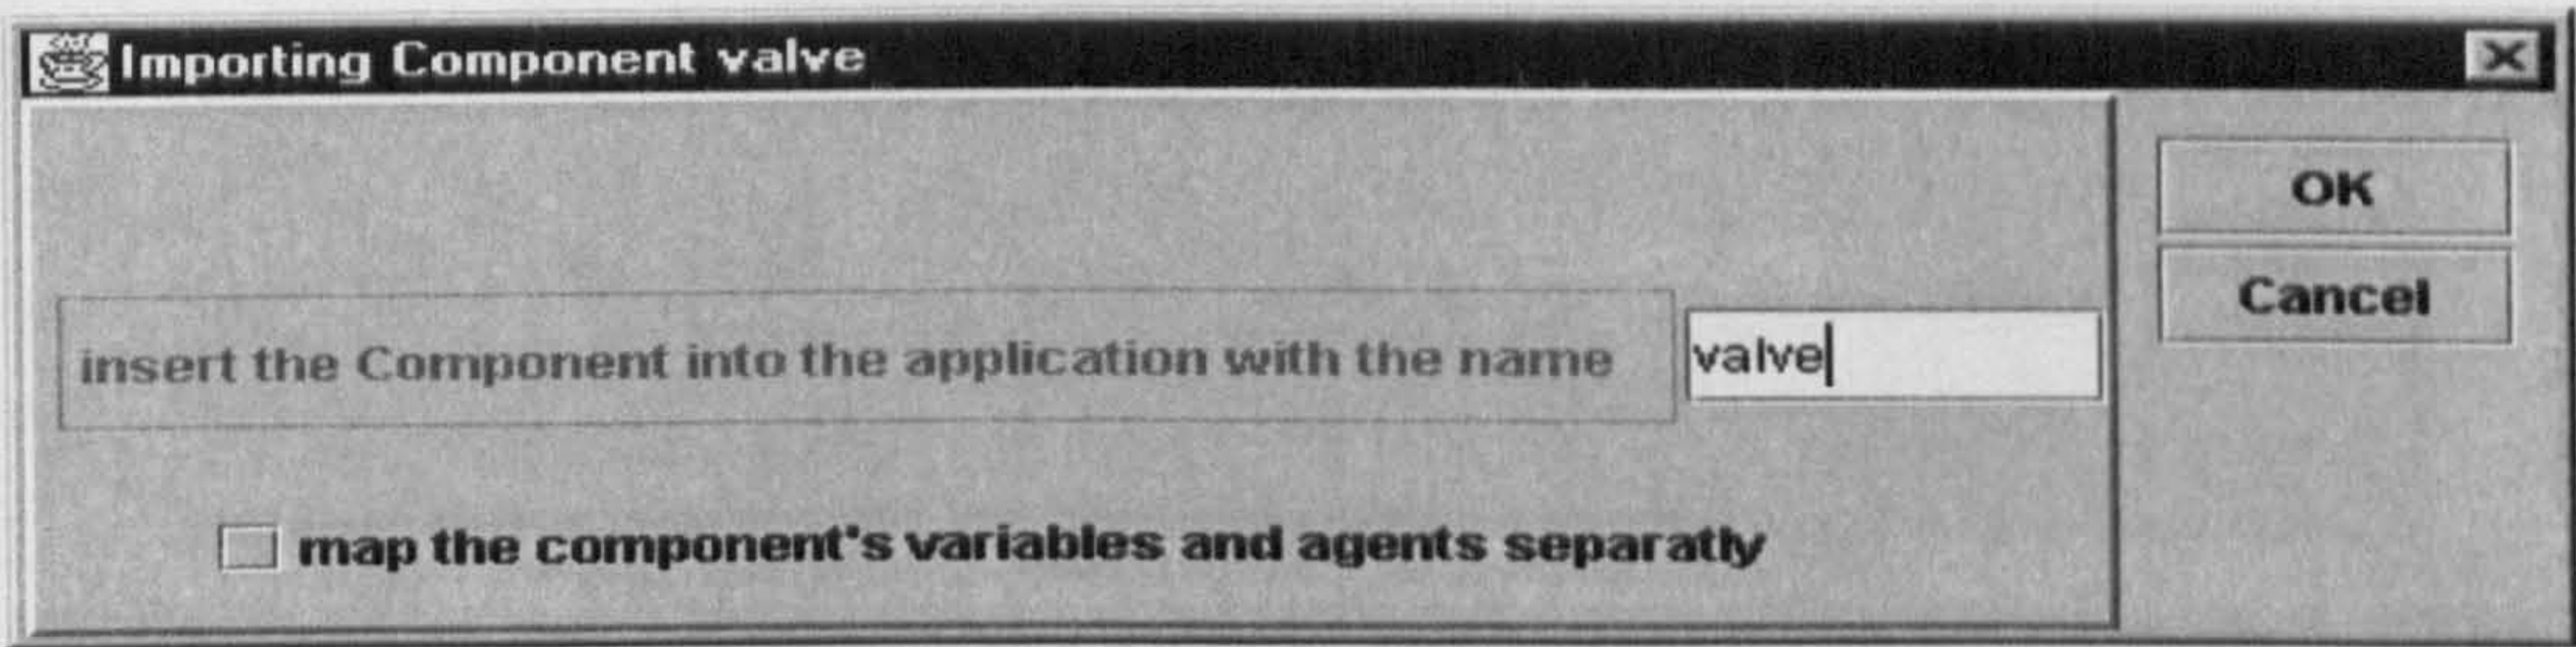 Importing Component valve
OK
Cancel
insert the Component into the application with the name
valve
map the component's variables and agents separatly